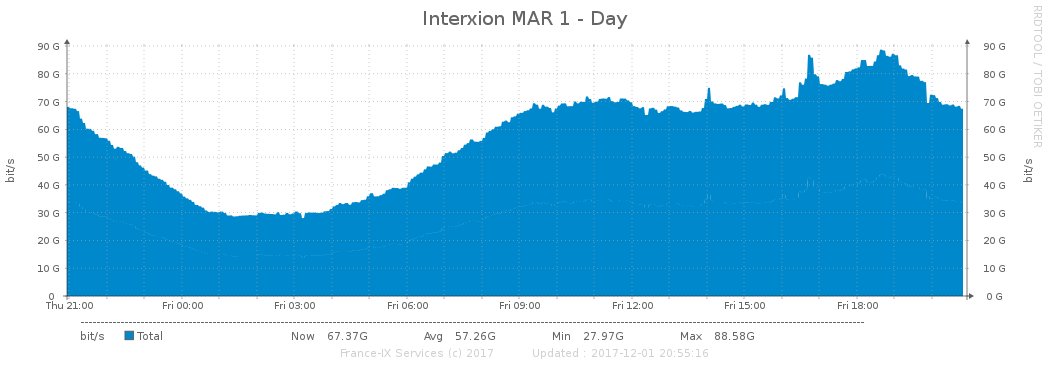 Interxion MAR 1 - Day
RRDTOOL / TOBI OETIKER
bit/s
bit/s
90 G 90 G
80 G 80 G
70 G 70 G
60 G 60 G
50 G 50 G
40 G 40 G
30 G 30 G
20 G 20 G
10 G 10 G
0 0 G
Thu 21:00 Fri 00:00 Fri 03:00 Fri 06:00 Fri 09:00 Fri 12:00 Fri 15:00 Fri 18:00
bit/s Total Now 67.37G Avg 57.26G Min 27.97G Max 88.58G
France-IX Services (c) 2017 Updated : 2017-12-01 20:55:16